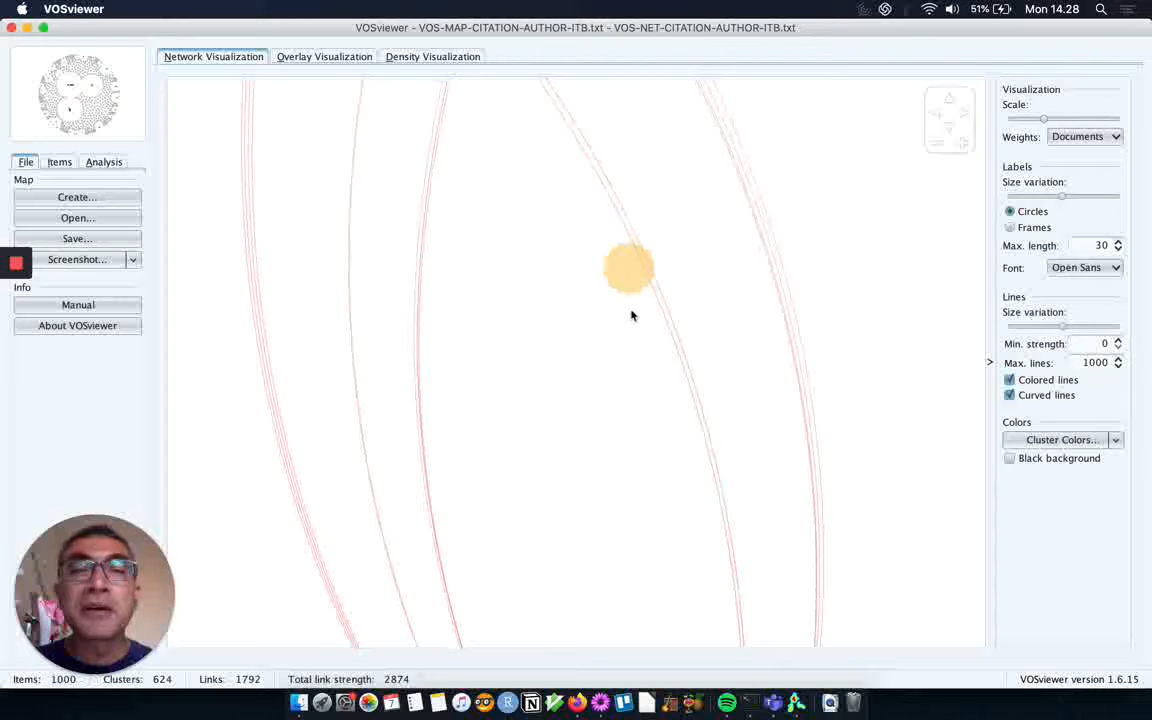 VOSviewer
51%
Mon 14.28
VOSviewer - VOS-MAP-CITATION-AUTHOR-ITB.txt - VOS-NET-CITATION-AUTHOR-ITB.txt
Network Visualization
Overlay Visualization
Density Visualization
File
Items
Analysis
Map
Create...
Open...
Save...
Screenshot...
Info
Manual
About VOSviewer
Visualization
Scale:
Weights:
Documents
Labels
Size variation:
Circles
Frames
Max. length:
30
Font:
Open Sans
Lines
Size variation:
Min. strength:
0
Max. lines:
1000
Colored lines
Curved lines
Colors
Cluster Colors...
Black background
>
Items: 1000
Clusters: 624
Links: 1792
Total link strength: 2874
VOSviewer version 1.6.15